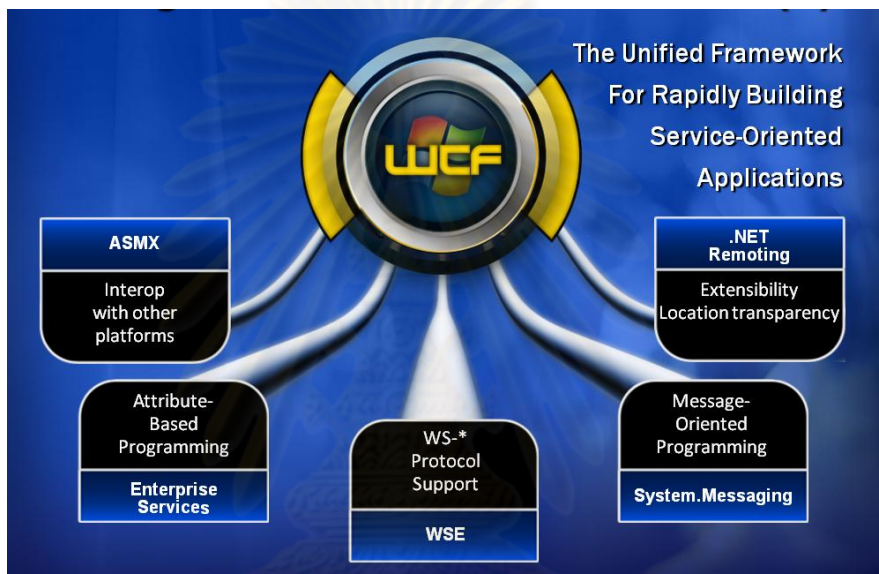 The Unified Framework
For Rapidly Building
Service-Oriented
Applications
WCF
ASMX
Interop
with other
platforms
.NET
Remoting
Extensibility
Location transparency
Attribute-
Based
Programming
Enterprise
Services
WS-*
Protocol
Support
WSE
Message-
Oriented
Programming
System.Messaging